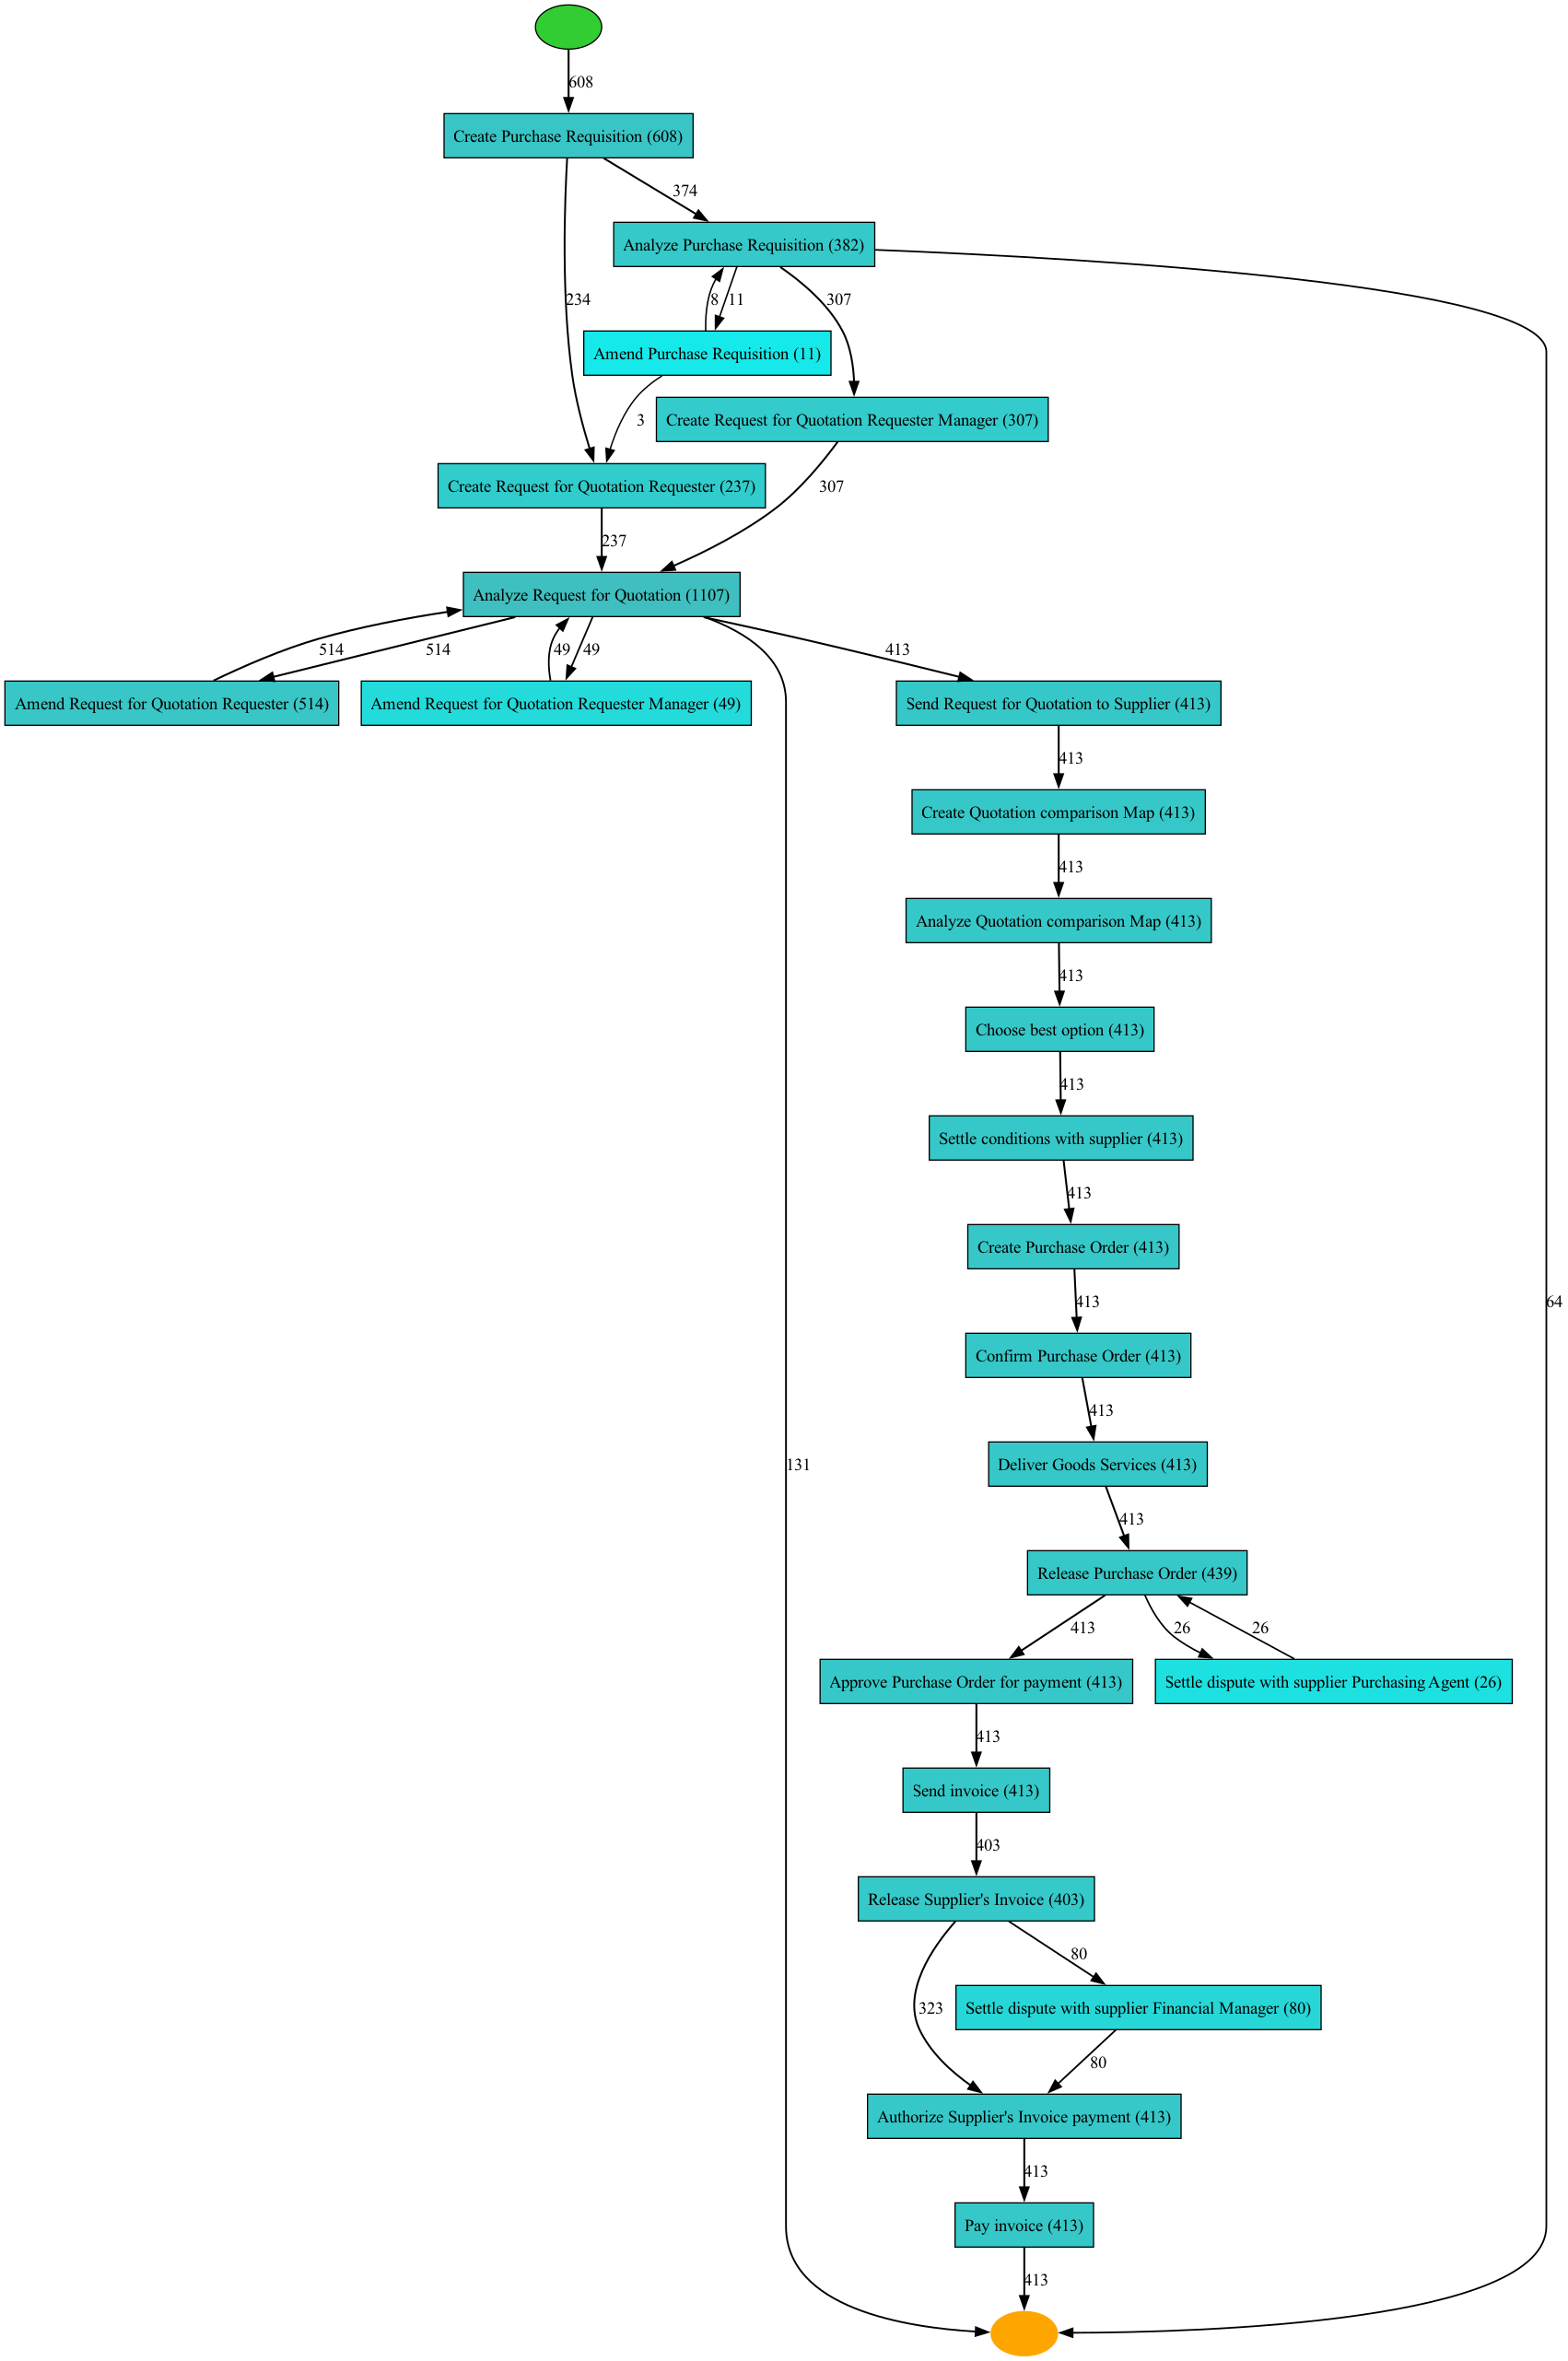 608
Create Purchase Requisition (608)
374
Analyze Purchase Requisition (382)
234
8
11
307
Amend Purchase Requisition (11)
3
Create Request for Quotation Requester Manager (307)
Create Request for Quotation Requester (237)
307
237
Analyze Request for Quotation (1107)
514
514
49
49
413
Amend Request for Quotation Requester (514)
Amend Request for Quotation Requester Manager (49)
Send Request for Quotation to Supplier (413)
413
Create Quotation comparison Map (413)
413
Analyze Quotation comparison Map (413)
413
Choose best option (413)
413
Settle conditions with supplier (413)
413
Create Purchase Order (413)
413
64
Confirm Purchase Order (413)
413
131
Deliver Goods Services (413)
413
Release Purchase Order (439)
413
26
26
Approve Purchase Order for payment (413)
Settle dispute with supplier Purchasing Agent (26)
413
Send invoice (413)
403
Release Supplier's Invoice (403)
80
323
Settle dispute with supplier Financial Manager (80)
80
Authorize Supplier's Invoice payment (413)
413
Pay invoice (413)
413